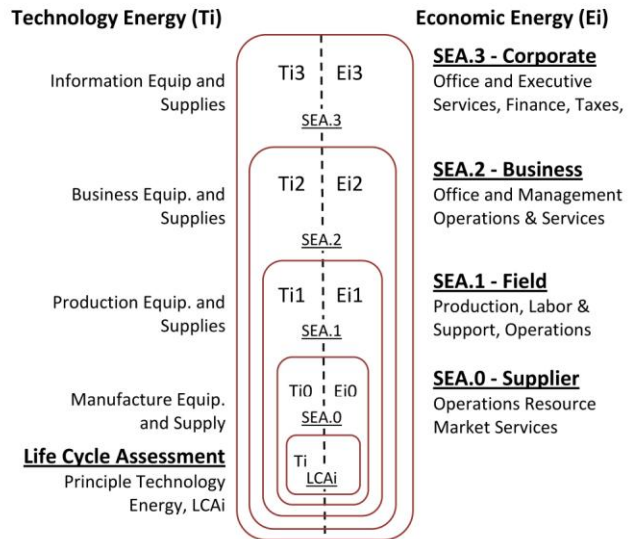 Technology Energy (Ti)
Economic Energy (Ei)
Information Equip and
Supplies
Ti3 Ei3
SEA.3
SEA.3 - Corporate
Office and Executive
Services, Finance, Taxes,
Business Equip. and
Supplies
Ti2 Ei2
SEA.2
SEA.2 - Business
Office and Management
Operations & Services
Production Equip. and
Supplies
Ti1 Ei1
SEA.1
SEA.1 - Field
Production, Labor &
Support, Operations
Manufacture Equip.
and Supply
Ti0 Ei0
SEA.0
SEA.0 - Supplier
Operations Resource
Market Services
Life Cycle Assessment
Principle Technology
Energy, LCAi
Ti
LCAi